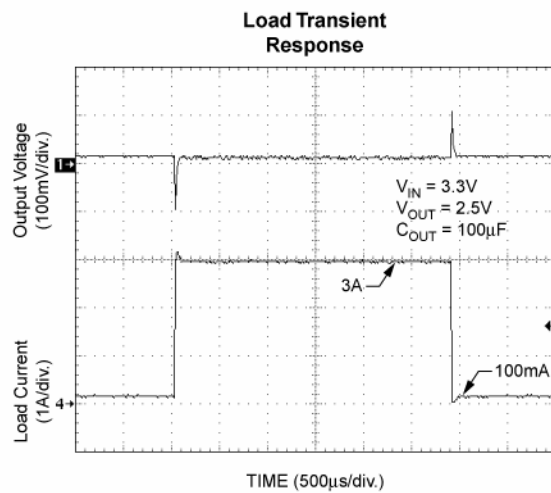 Load Transient
Response
Output Voltage
(100mV/div.)
1
V_IN = 3.3V
V_OUT = 2.5V
C_OUT = 100µF
3A
Load Current
(1A/div.)
4
100mA
TIME (500µs/div.)